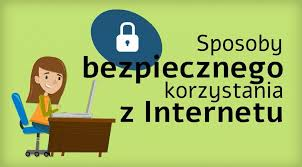 Sposoby
bezpiecznego
korzystania
z Internetu